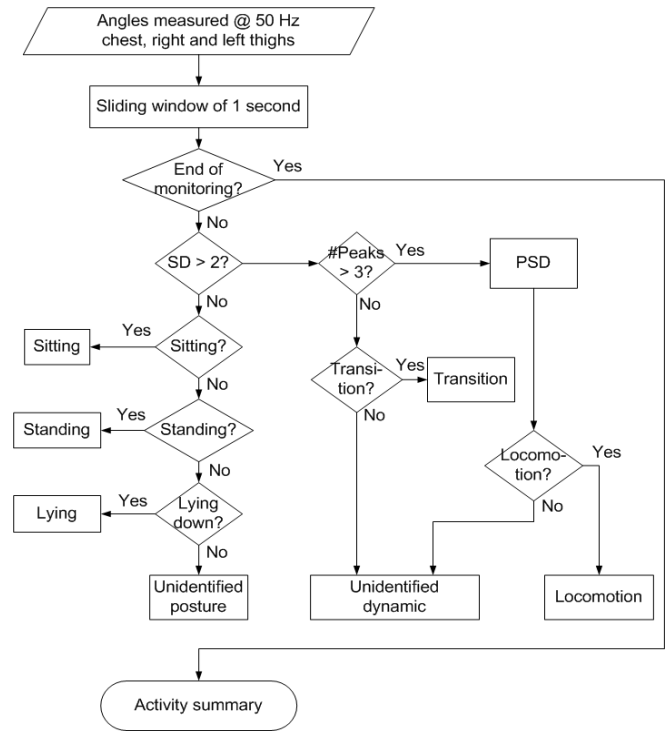 Angles measured @ 50 Hz
chest, right and left thighs
Sliding window of 1 second
End of
monitoring?
Yes
No
SD > 2?
#Peaks
> 3?
Yes
PSD
No
No
Sitting
Yes
Sitting?
Transi-
tion?
Yes
Transition
No
No
Standing
Yes
Standing?
Locomo-
tion?
Yes
No
No
Lying
Yes
Lying
down?
No
Unidentified
posture
Unidentified
dynamic
Locomotion
Activity summary